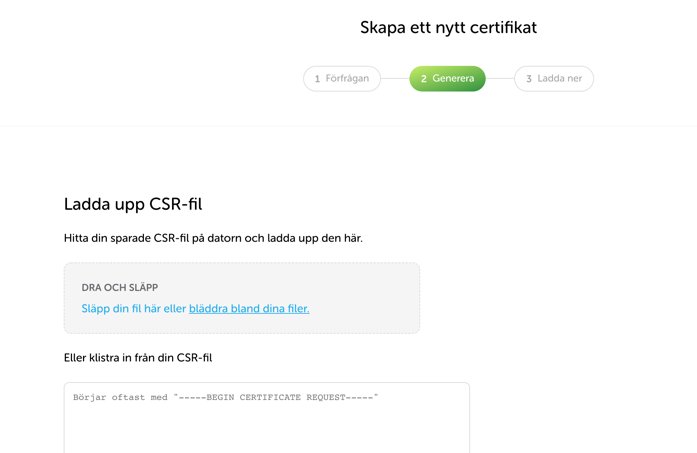 Skapa ett nytt certifikat
1 Förfrågan
2 Generera
3 Ladda ner
Ladda upp CSR-fil
Hitta din sparade CSR-fil på datorn och ladda upp den här.
DRA OCH SLÄPP
Släpp din fil här eller bläddra bland dina filer.
Eller klistra in från din CSR-fil
Börjar oftast med "-----BEGIN CERTIFICATE REQUEST-----"